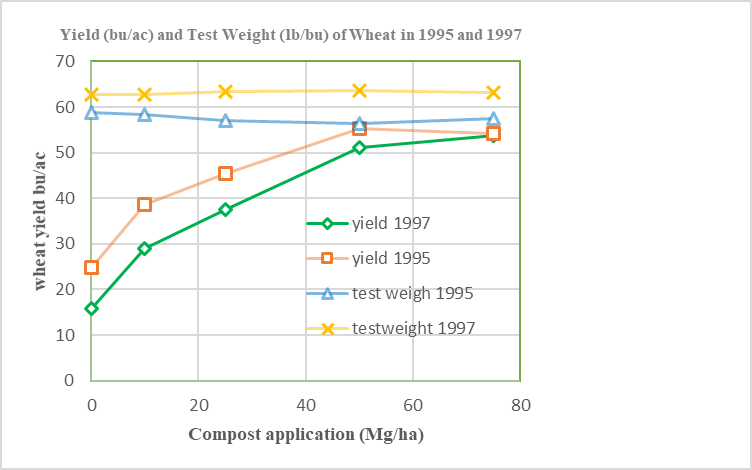 Yield (bu/ac) and Test Weight (lb/bu) of Wheat in 1995 and 1997
70
60
50
40
30
20
10
0
wheat yield bu/ac
yield 1997
yield 1995
test weigh 1995
testweight 1997
0 20 40 60 80
Compost application (Mg/ha)